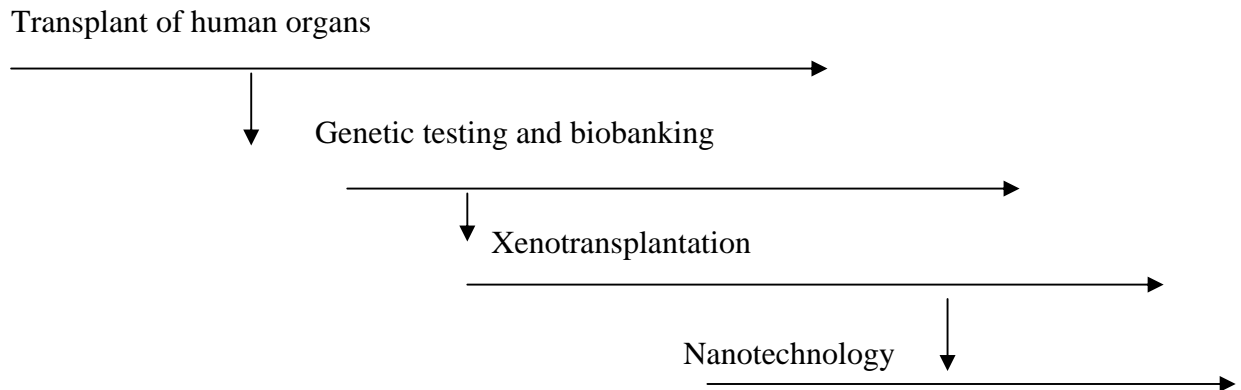 Transplant of human organs
Genetic testing and biobanking
Xenotransplantation
Nanotechnology